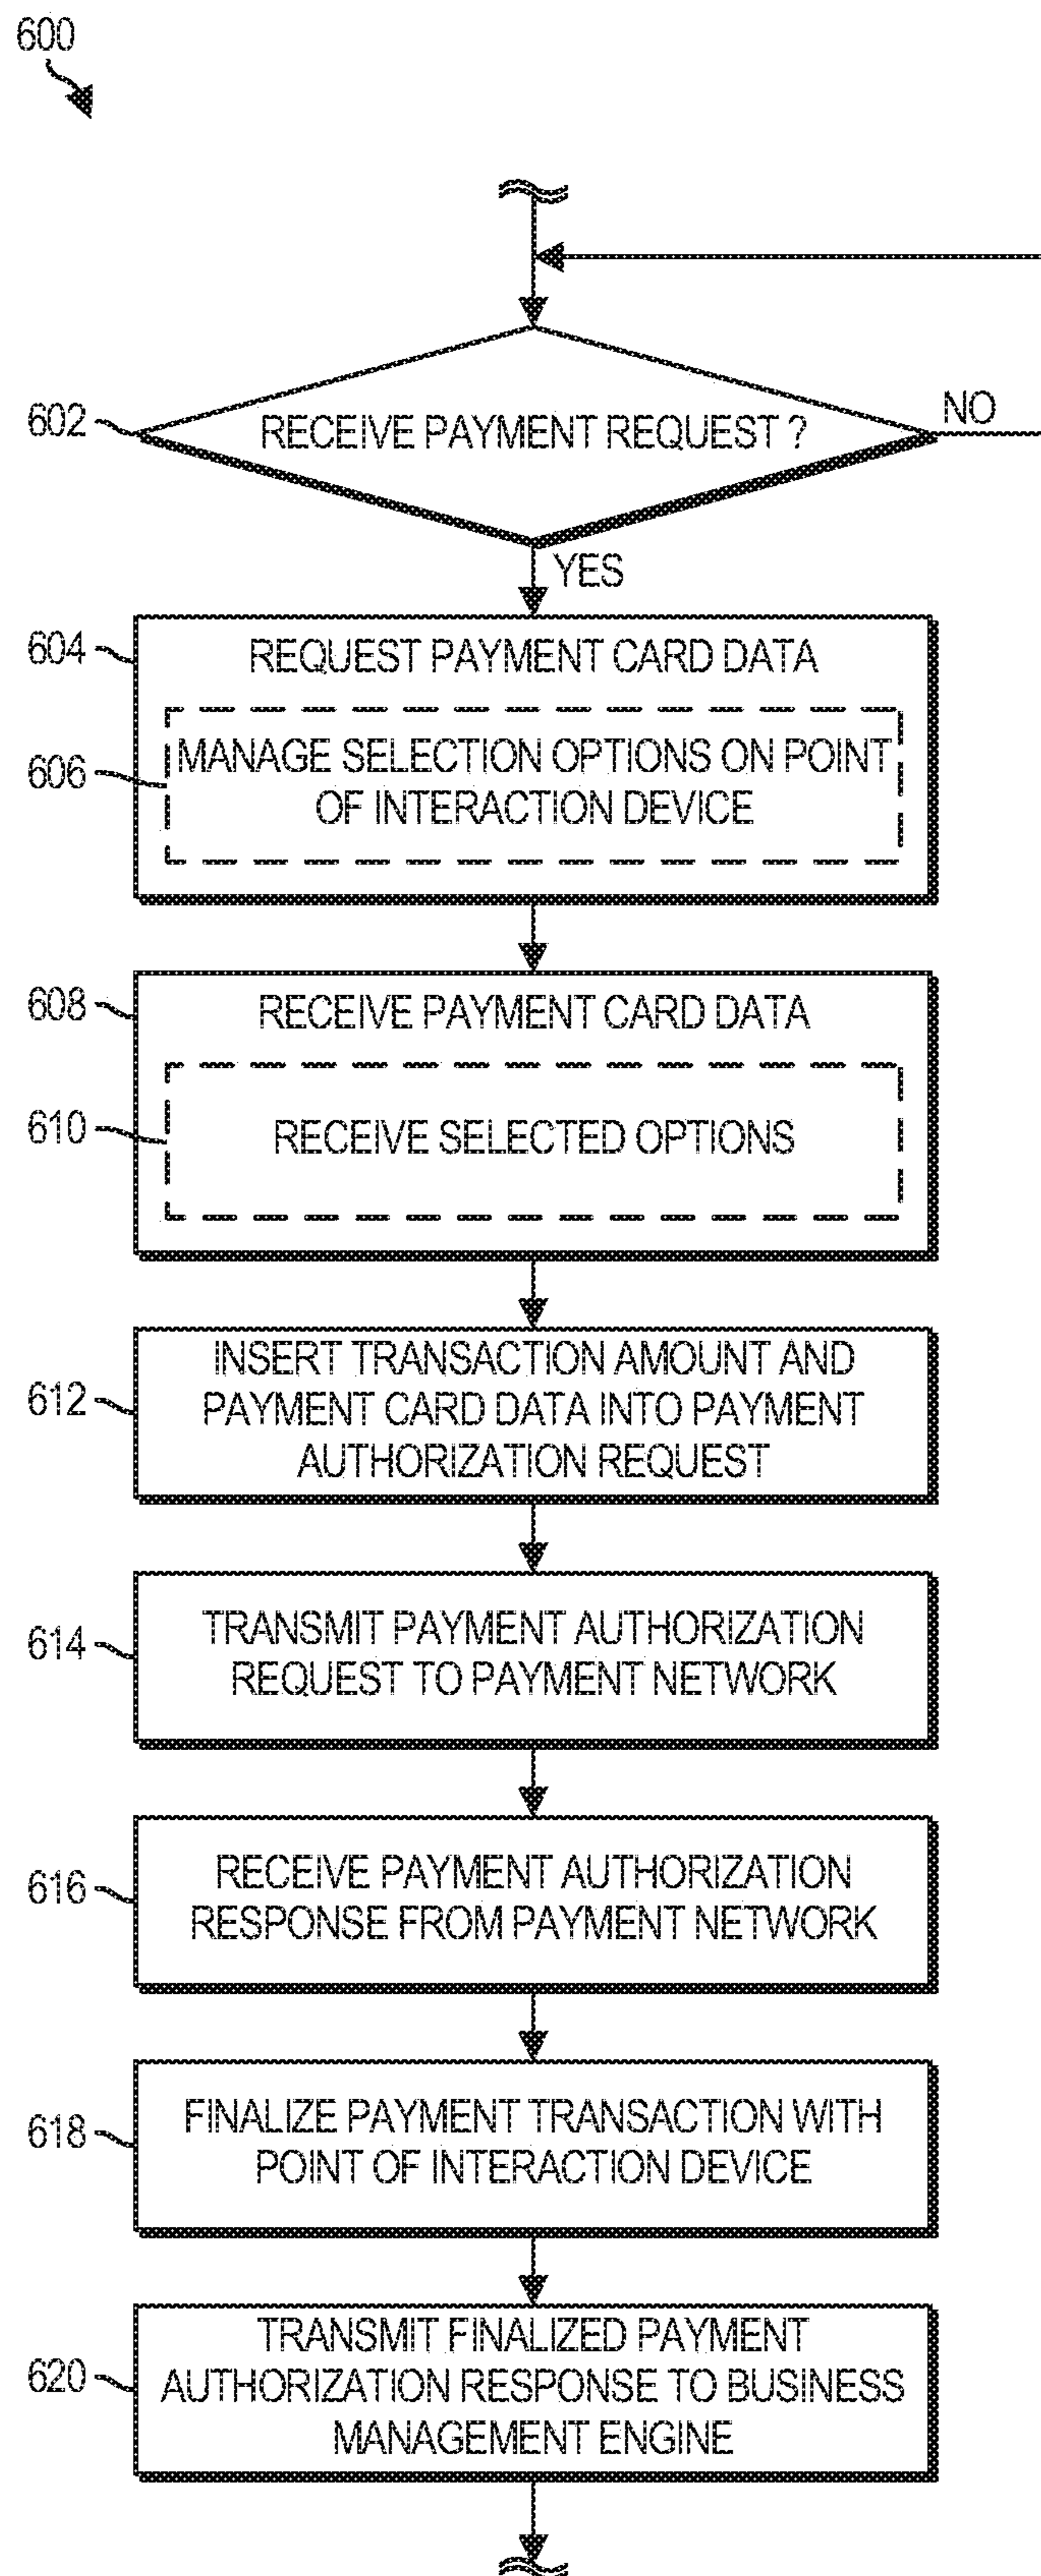 600
602
RECEIVE PAYMENT REQUEST ?
NO
YES
604
REQUEST PAYMENT CARD DATA
606
MANAGE SELECTION OPTIONS ON POINT
OF INTERACTION DEVICE
608
RECEIVE PAYMENT CARD DATA
610
RECEIVE SELECTED OPTIONS
612
INSERT TRANSACTION AMOUNT AND
PAYMENT CARD DATA INTO PAYMENT
AUTHORIZATION REQUEST
614
TRANSMIT PAYMENT AUTHORIZATION
REQUEST TO PAYMENT NETWORK
616
RECEIVE PAYMENT AUTHORIZATION
RESPONSE FROM PAYMENT NETWORK
618
FINALIZE PAYMENT TRANSACTION WITH
POINT OF INTERACTION DEVICE
620
TRANSMIT FINALIZED PAYMENT
AUTHORIZATION RESPONSE TO BUSINESS
MANAGEMENT ENGINE